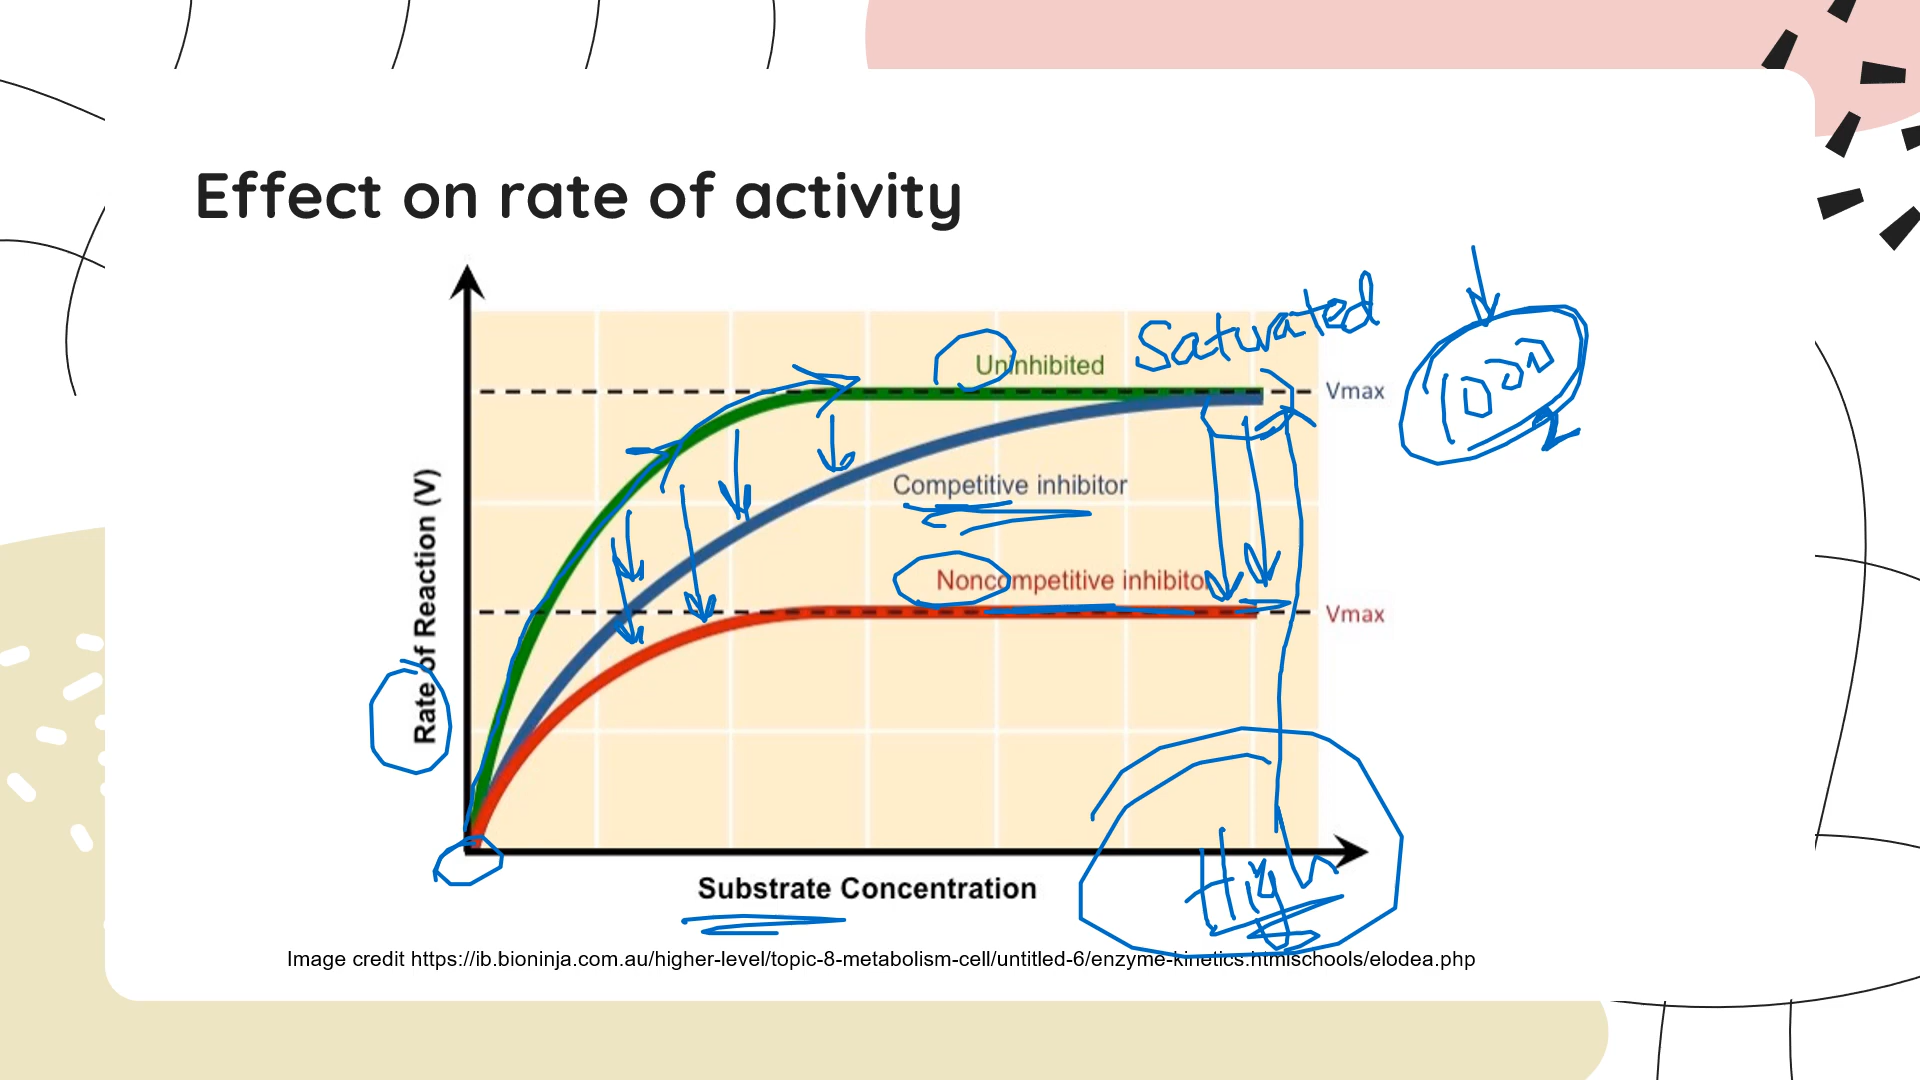 Effect on rate of activity
Saturated
Uninhibited
Vmax
Competitive inhibitor
Noncompetitive inhibitor
Vmax
Rate of Reaction (V)
High
Substrate Concentration
Image credit https://ib.bioninja.com.au/higher-level/topic-8-metabolism-cell/untitled-6/enzyme-kinetics.htmlschools/elodea.php